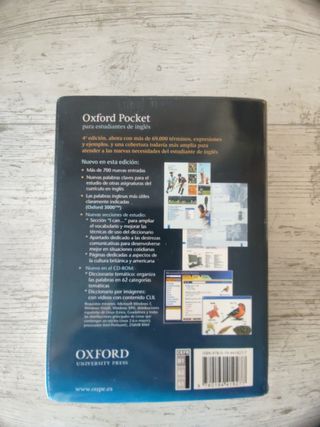 Oxford Pocket
para estudiantes de inglés
4ª edición, ahora con más de 69.000 términos, expresiones
y ejemplos, y una cobertura todavía más amplia para
atender a las nuevas necesidades del estudiante de inglés
Nuevo en esta edición:
• Más de 700 nuevas entradas
• Nuevas palabras claves para el
estudio de otras asignaturas del
currículo en inglés
• Las palabras inglesas más útiles
claramente indicadas
(Oxford 3000™)
• Nuevas secciones de estudio:
* Sección "I can..." para ampliar
el vocabulario y mejorar las
técnicas de uso del diccionario
* Apartado dedicado a las destrezas
comunicativas para desenvolverse
mejor en situaciones cotidianas
* Páginas dedicadas a aspectos de
la cultura británica y americana
• Nuevo en el CD-ROM:
* Diccionario temático: organiza
las palabras en 62 categorías
temáticas
* Diccionario por imágenes:
con vídeos con contenido CLIL
OXFORD
UNIVERSITY PRESS
www.oupe.es